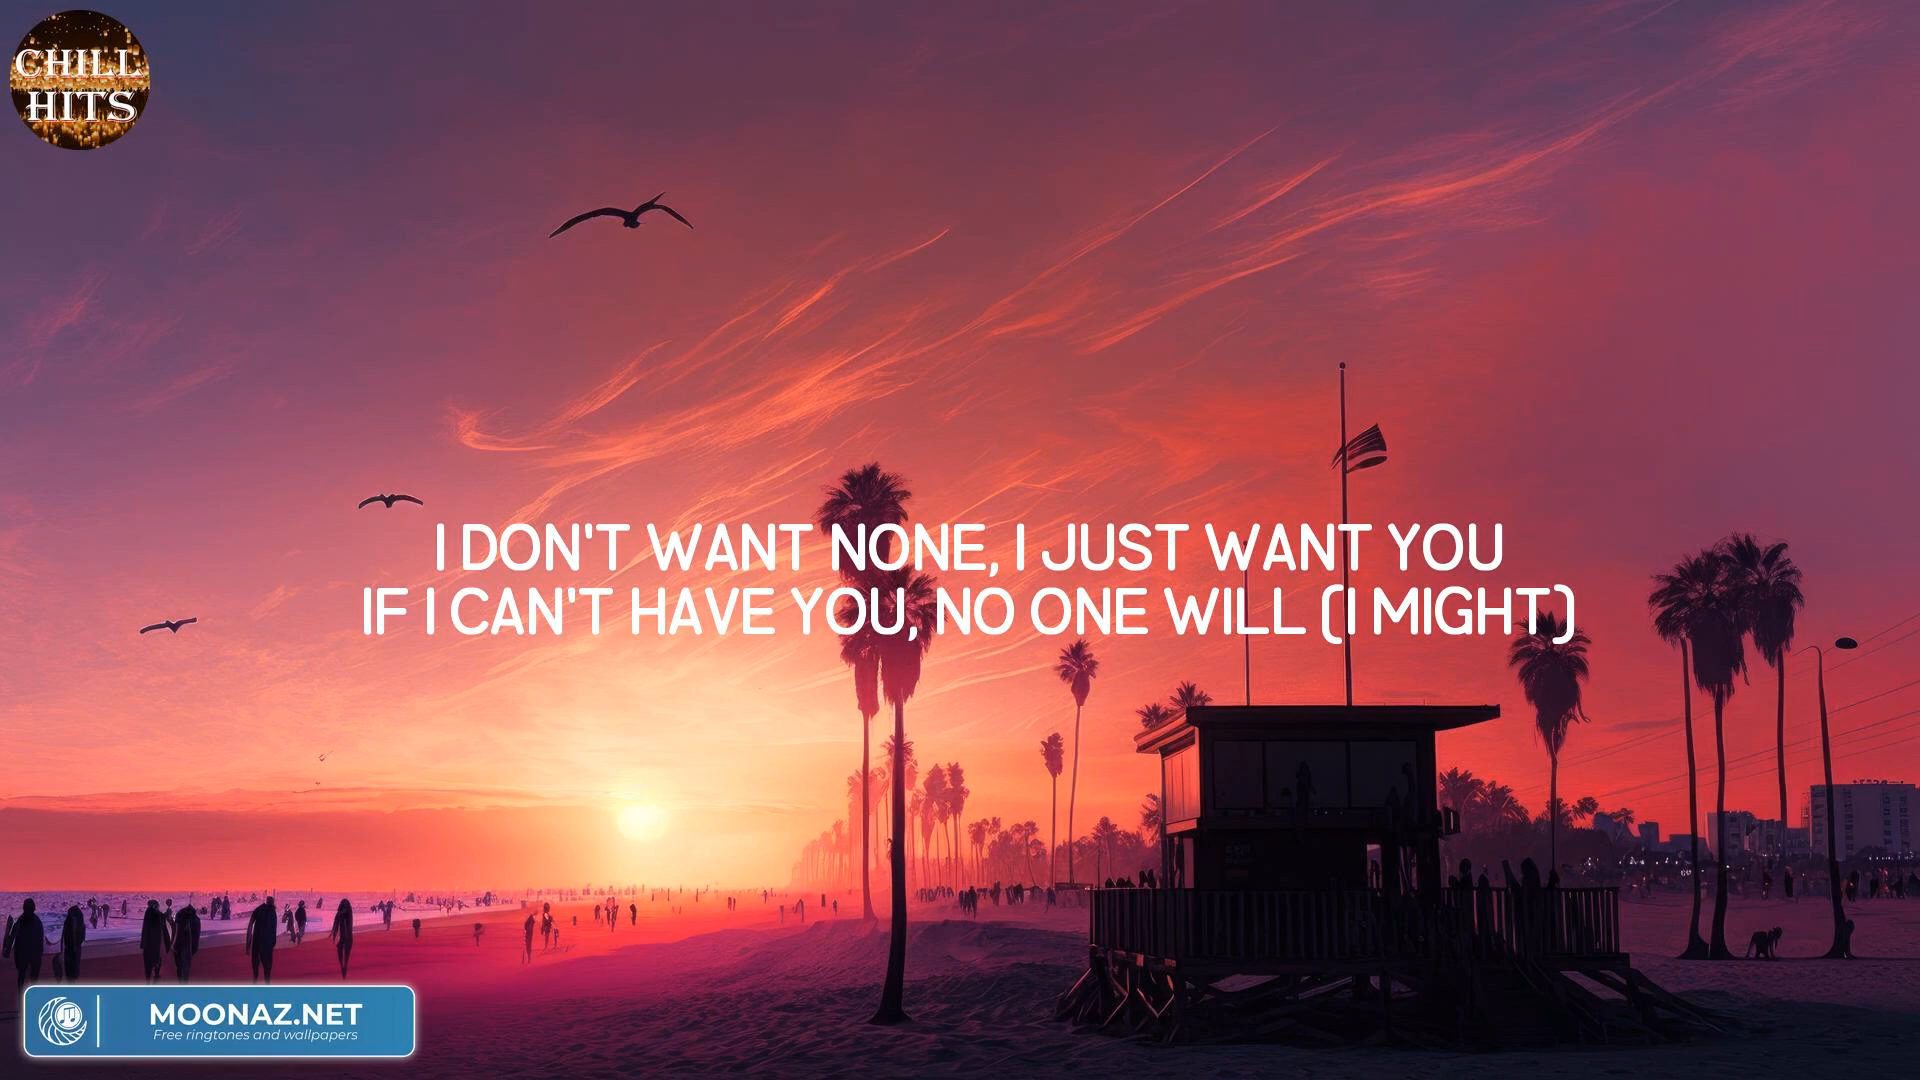 CHILL
HITS
I DON'T WANT NONE, I JUST WANT YOU
IF I CAN'T HAVE YOU, NO ONE WILL (I MIGHT)
MOONAZ.NET
Free ringtones and wallpapers